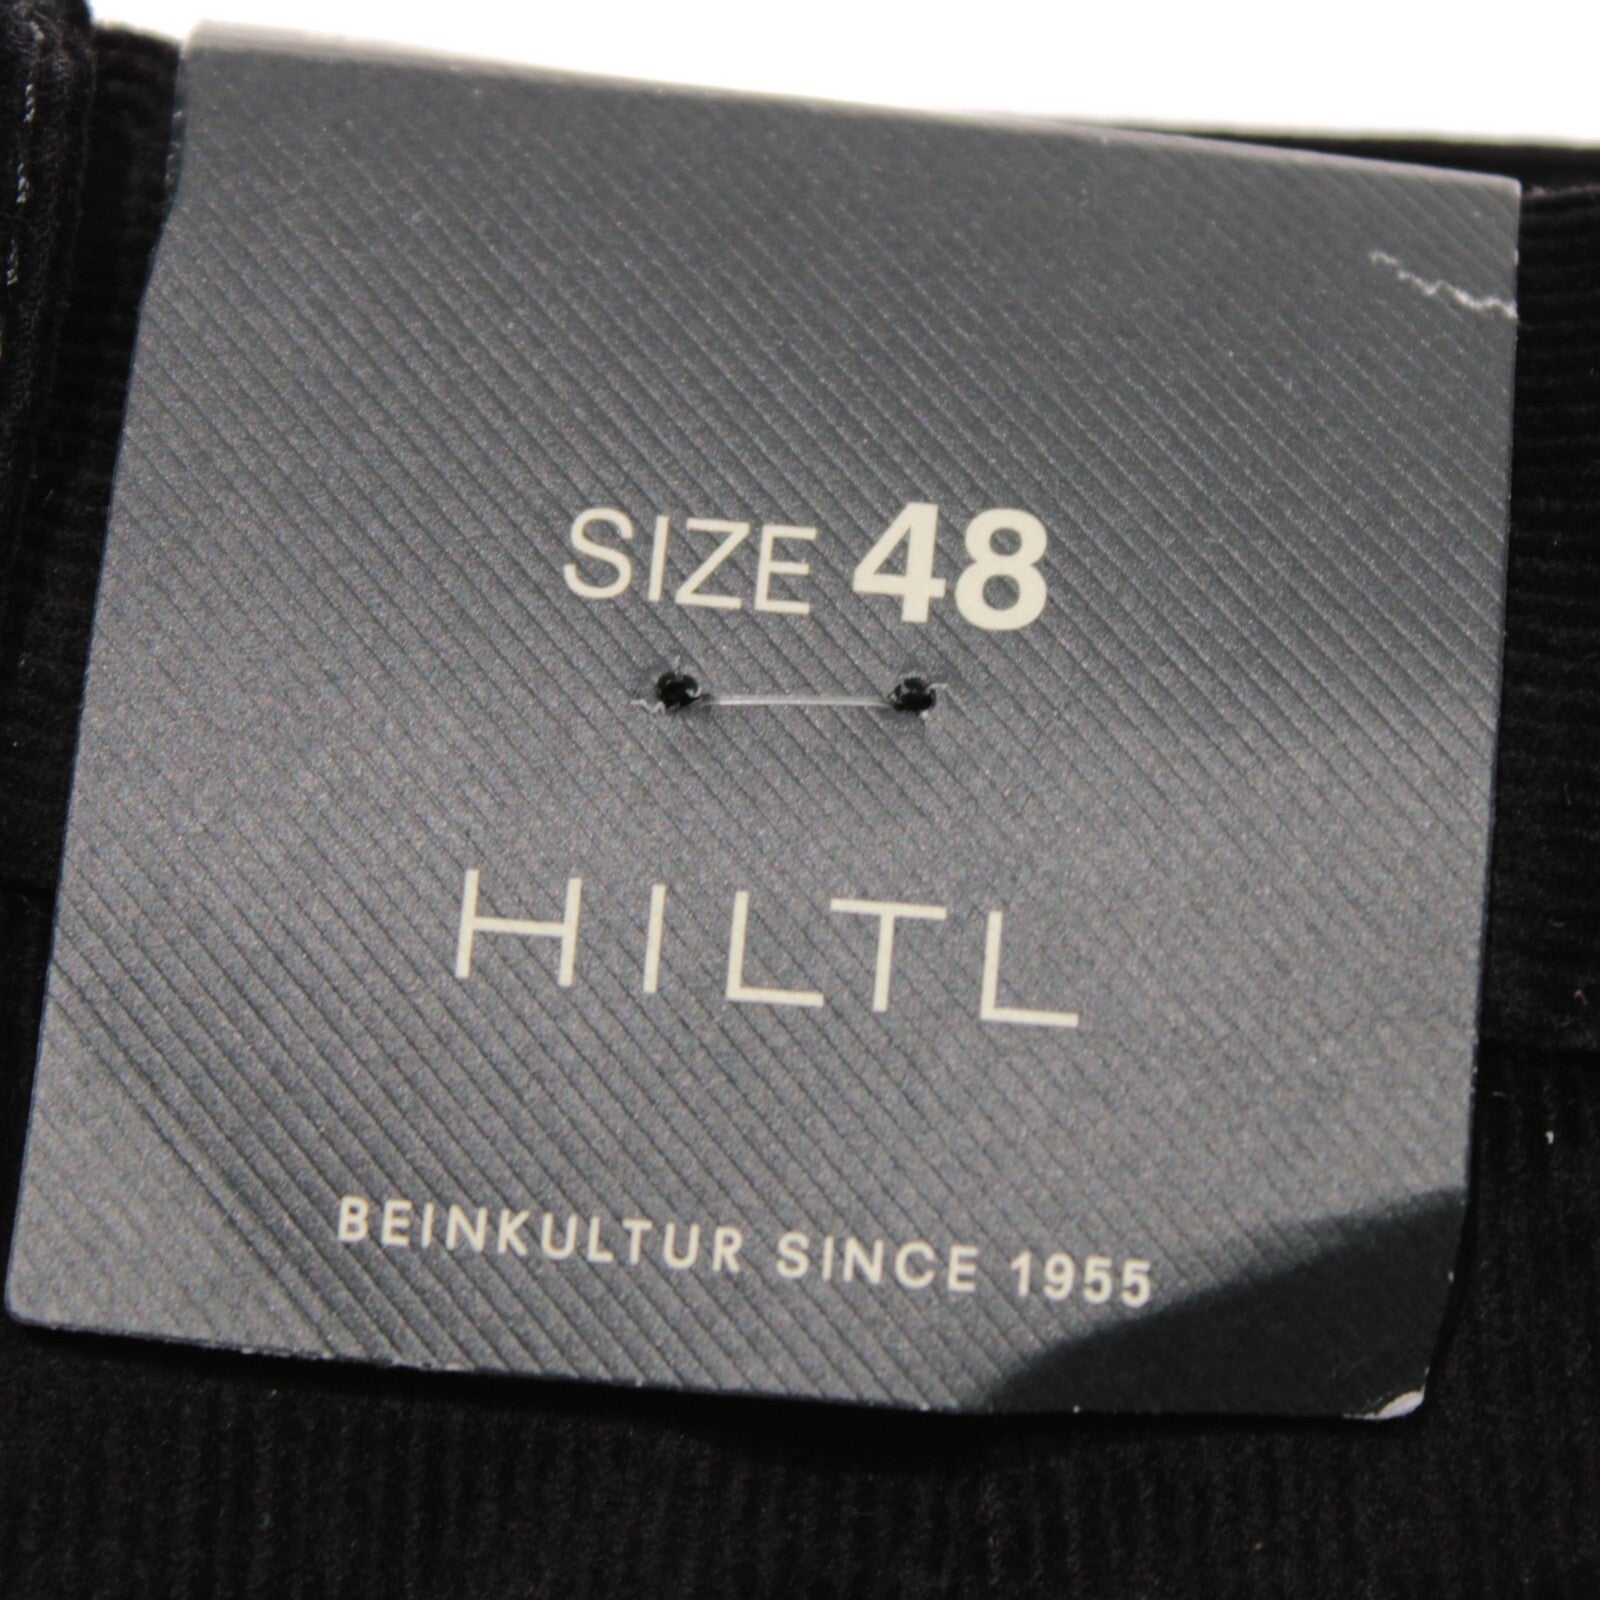 SIZE 48
HILTL
BEINKULTUR SINCE 1955